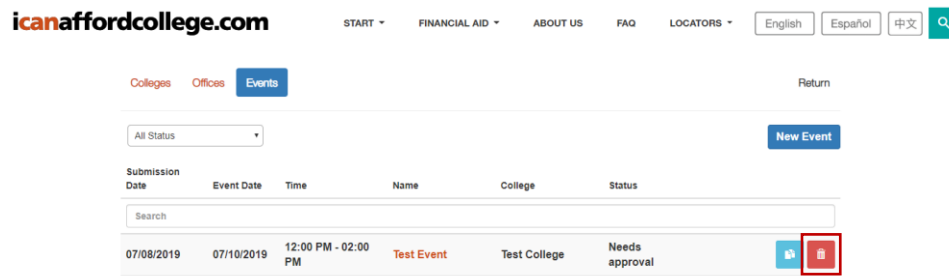 icanaffordcollege.com START FINANCIAL AID ABOUT US FAQ LOCATORS English Español 中文
Colleges Offices Events Return
All Status New Event
Submission Date Event Date Time Name College Status
Search
07/08/2019 07/10/2019 12:00 PM - 02:00 PM Test Event Test College Needs approval